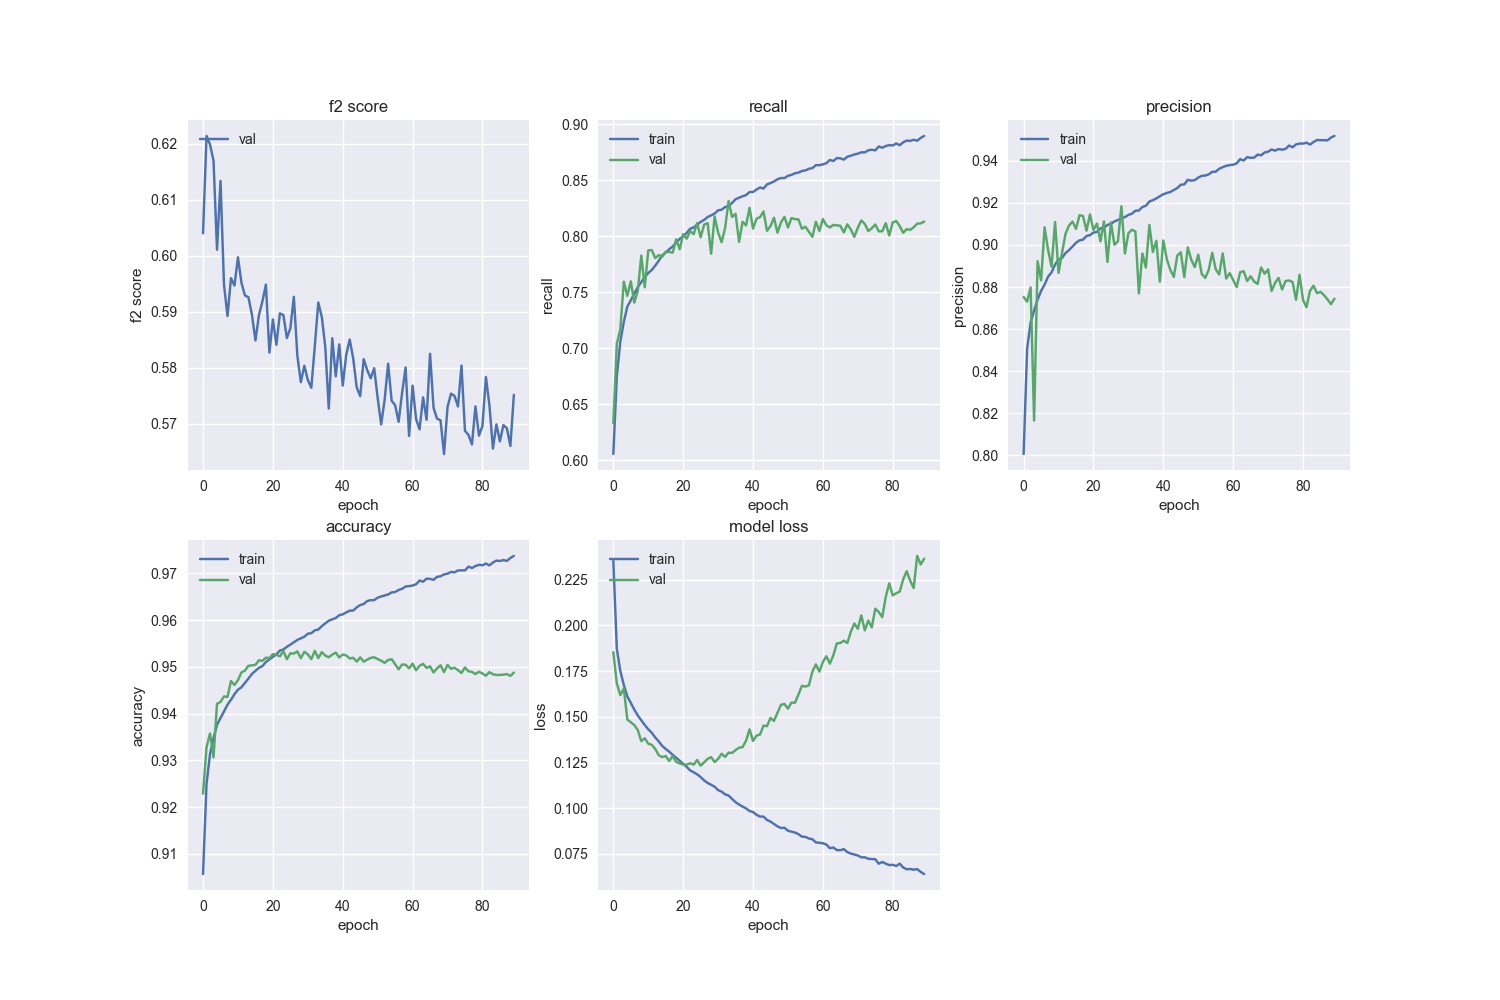 f2 score
val
0.62
0.61
0.60
0.59
0.58
0.57
f2 score
0 20 40 60 80
epoch
recall
train
val
0.90
0.85
0.80
0.75
0.70
0.65
0.60
recall
0 20 40 60 80
epoch
precision
train
val
0.94
0.92
0.90
0.88
0.86
0.84
0.82
0.80
precision
0 20 40 60 80
epoch
accuracy
train
val
0.97
0.96
0.95
0.94
0.93
0.92
0.91
accuracy
0 20 40 60 80
epoch
model loss
train
val
0.225
0.200
0.175
0.150
0.125
0.100
0.075
loss
0 20 40 60 80
epoch